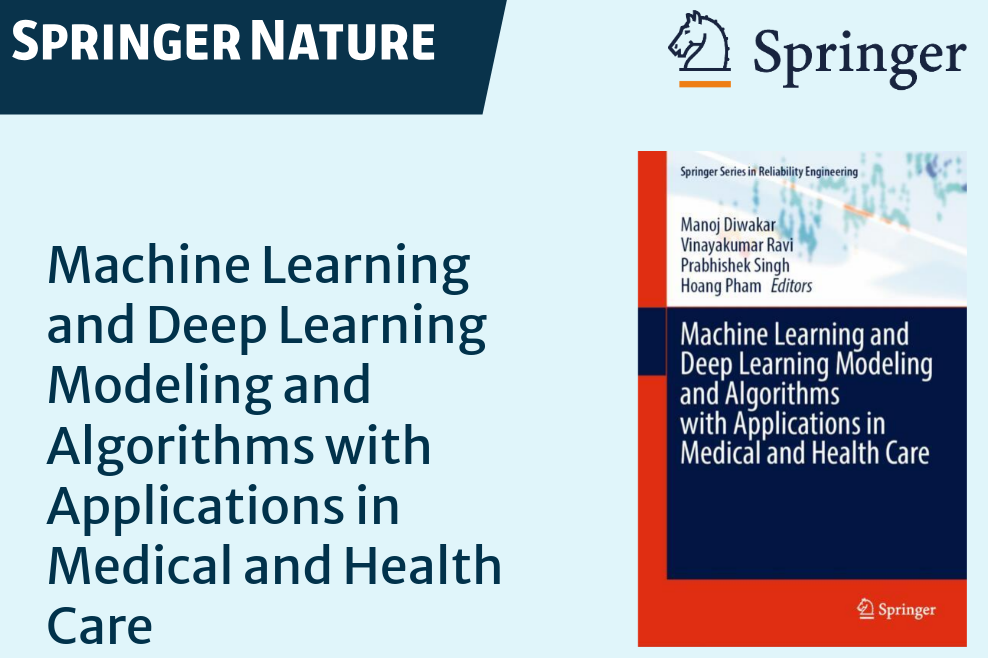 SPRINGER NATURE
Springer
Machine Learning
and Deep Learning
Modeling and
Algorithms with
Applications in
Medical and Health
Care
Springer Series in Reliability Engineering
Manoj Diwakar
Vinayakumar Ravi
Prabhishek Singh
Hoang Pham Editors
Machine Learning and
Deep Learning Modeling
and Algorithms
with Applications in
Medical and Health Care
Springer